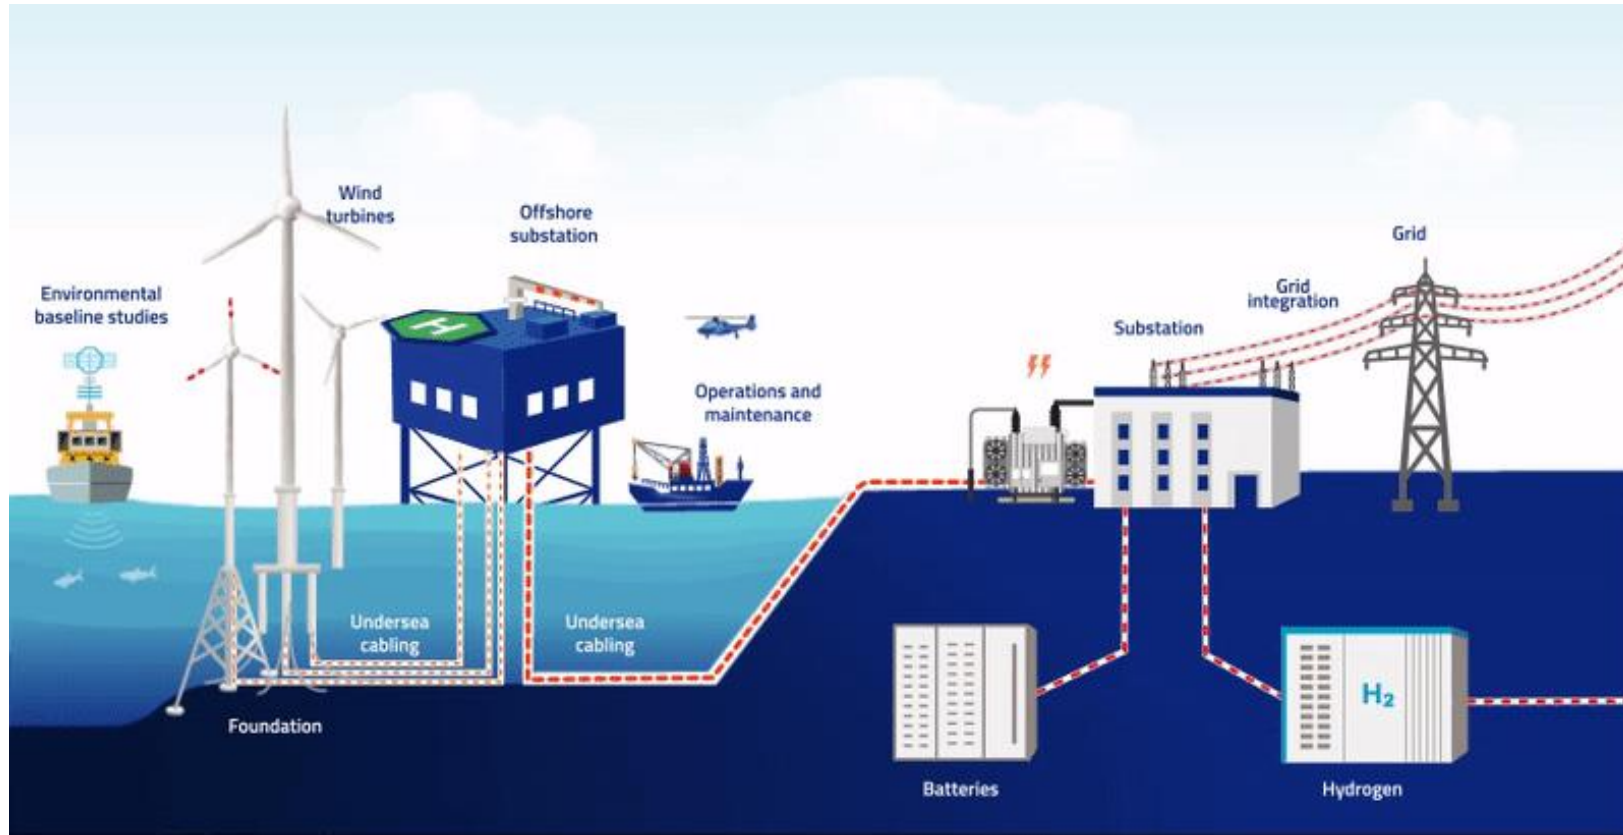 Wind
turbines
Offshore
substation
Grid
Environmental
baseline studies
Grid
integration
Substation
H
Operations and
maintenance
Undersea
cabling
Undersea
cabling
Foundation
H₂
Batteries
Hydrogen